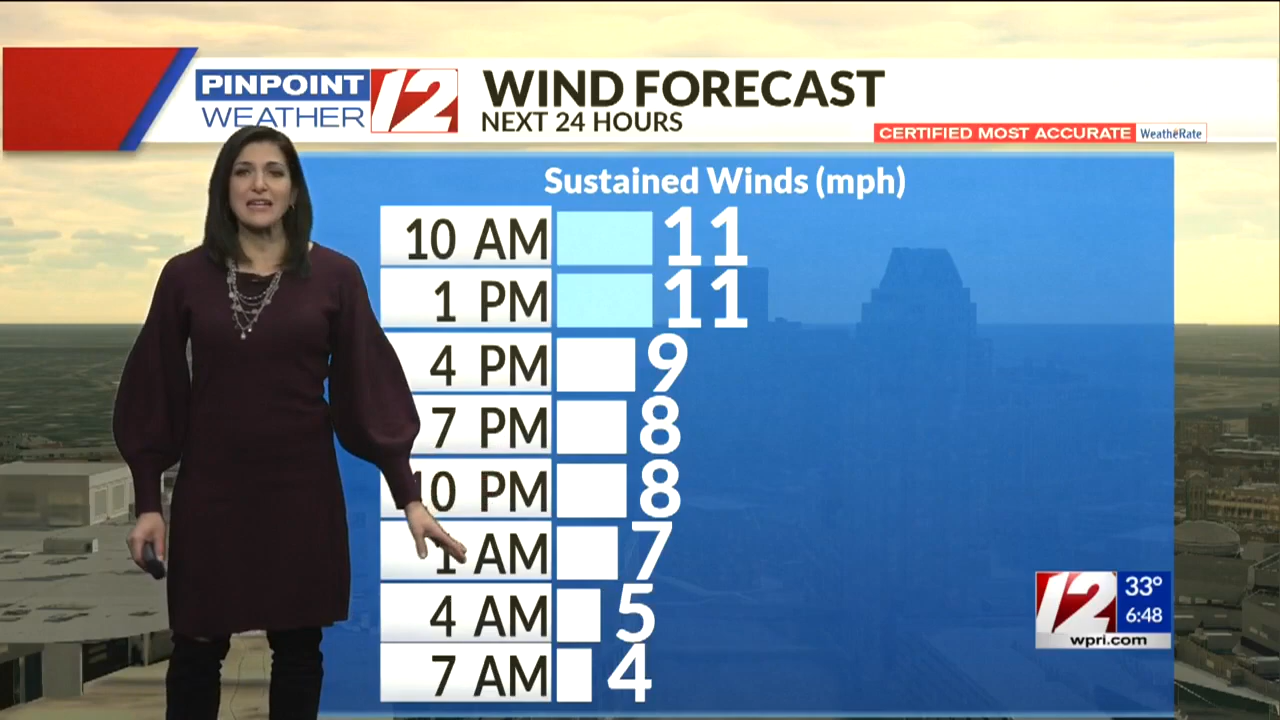 PINPOINT
WEATHER 12
WIND FORECAST
NEXT 24 HOURS
CERTIFIED MOST ACCURATE WeatheRate
Sustained Winds (mph)
10 AM 11
1 PM 11
4 PM 9
7 PM 8
10 PM 8
1 AM 7
4 AM 5
7 AM 4
12 33°
6:48
wpri.com